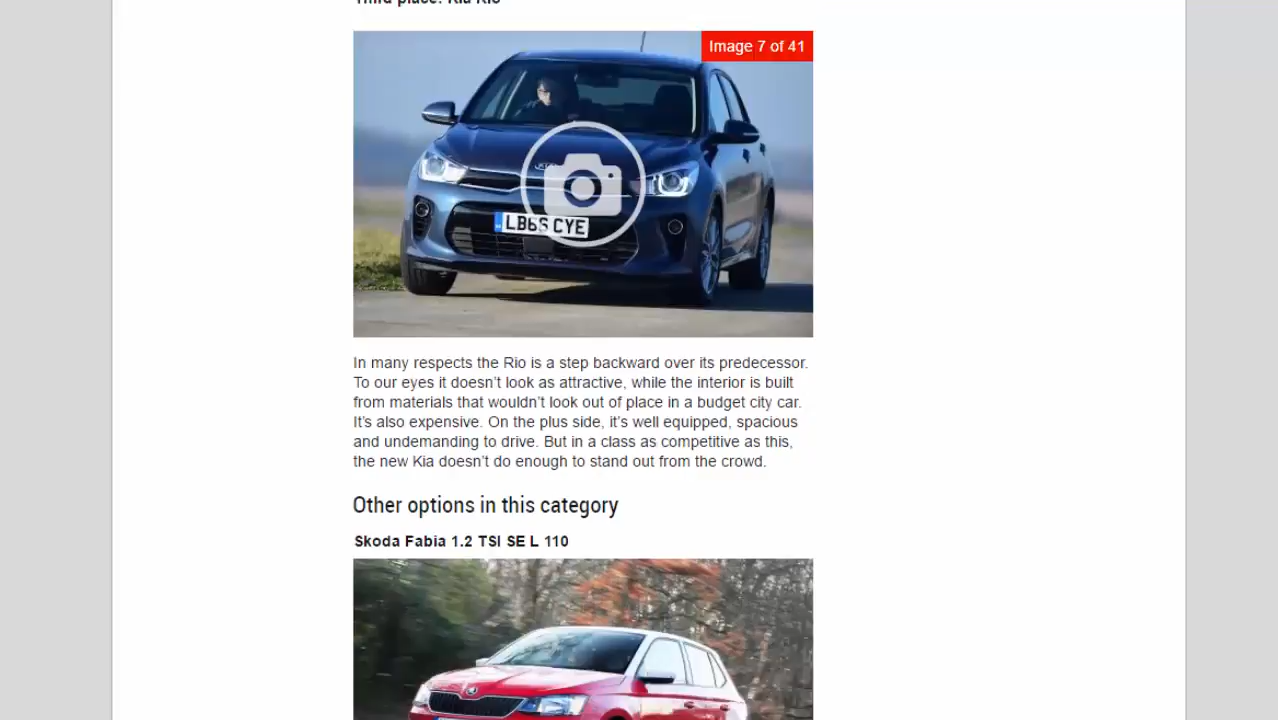 Third place: Kia Rio
Image 7 of 41
KIA
LB66 CYE
In many respects the Rio is a step backward over its predecessor.
To our eyes it doesn't look as attractive, while the interior is built
from materials that wouldn't look out of place in a budget city car.
It's also expensive. On the plus side, it's well equipped, spacious
and undemanding to drive. But in a class as competitive as this,
the new Kia doesn't do enough to stand out from the crowd.
Other options in this category
Skoda Fabia 1.2 TSI SE L 110